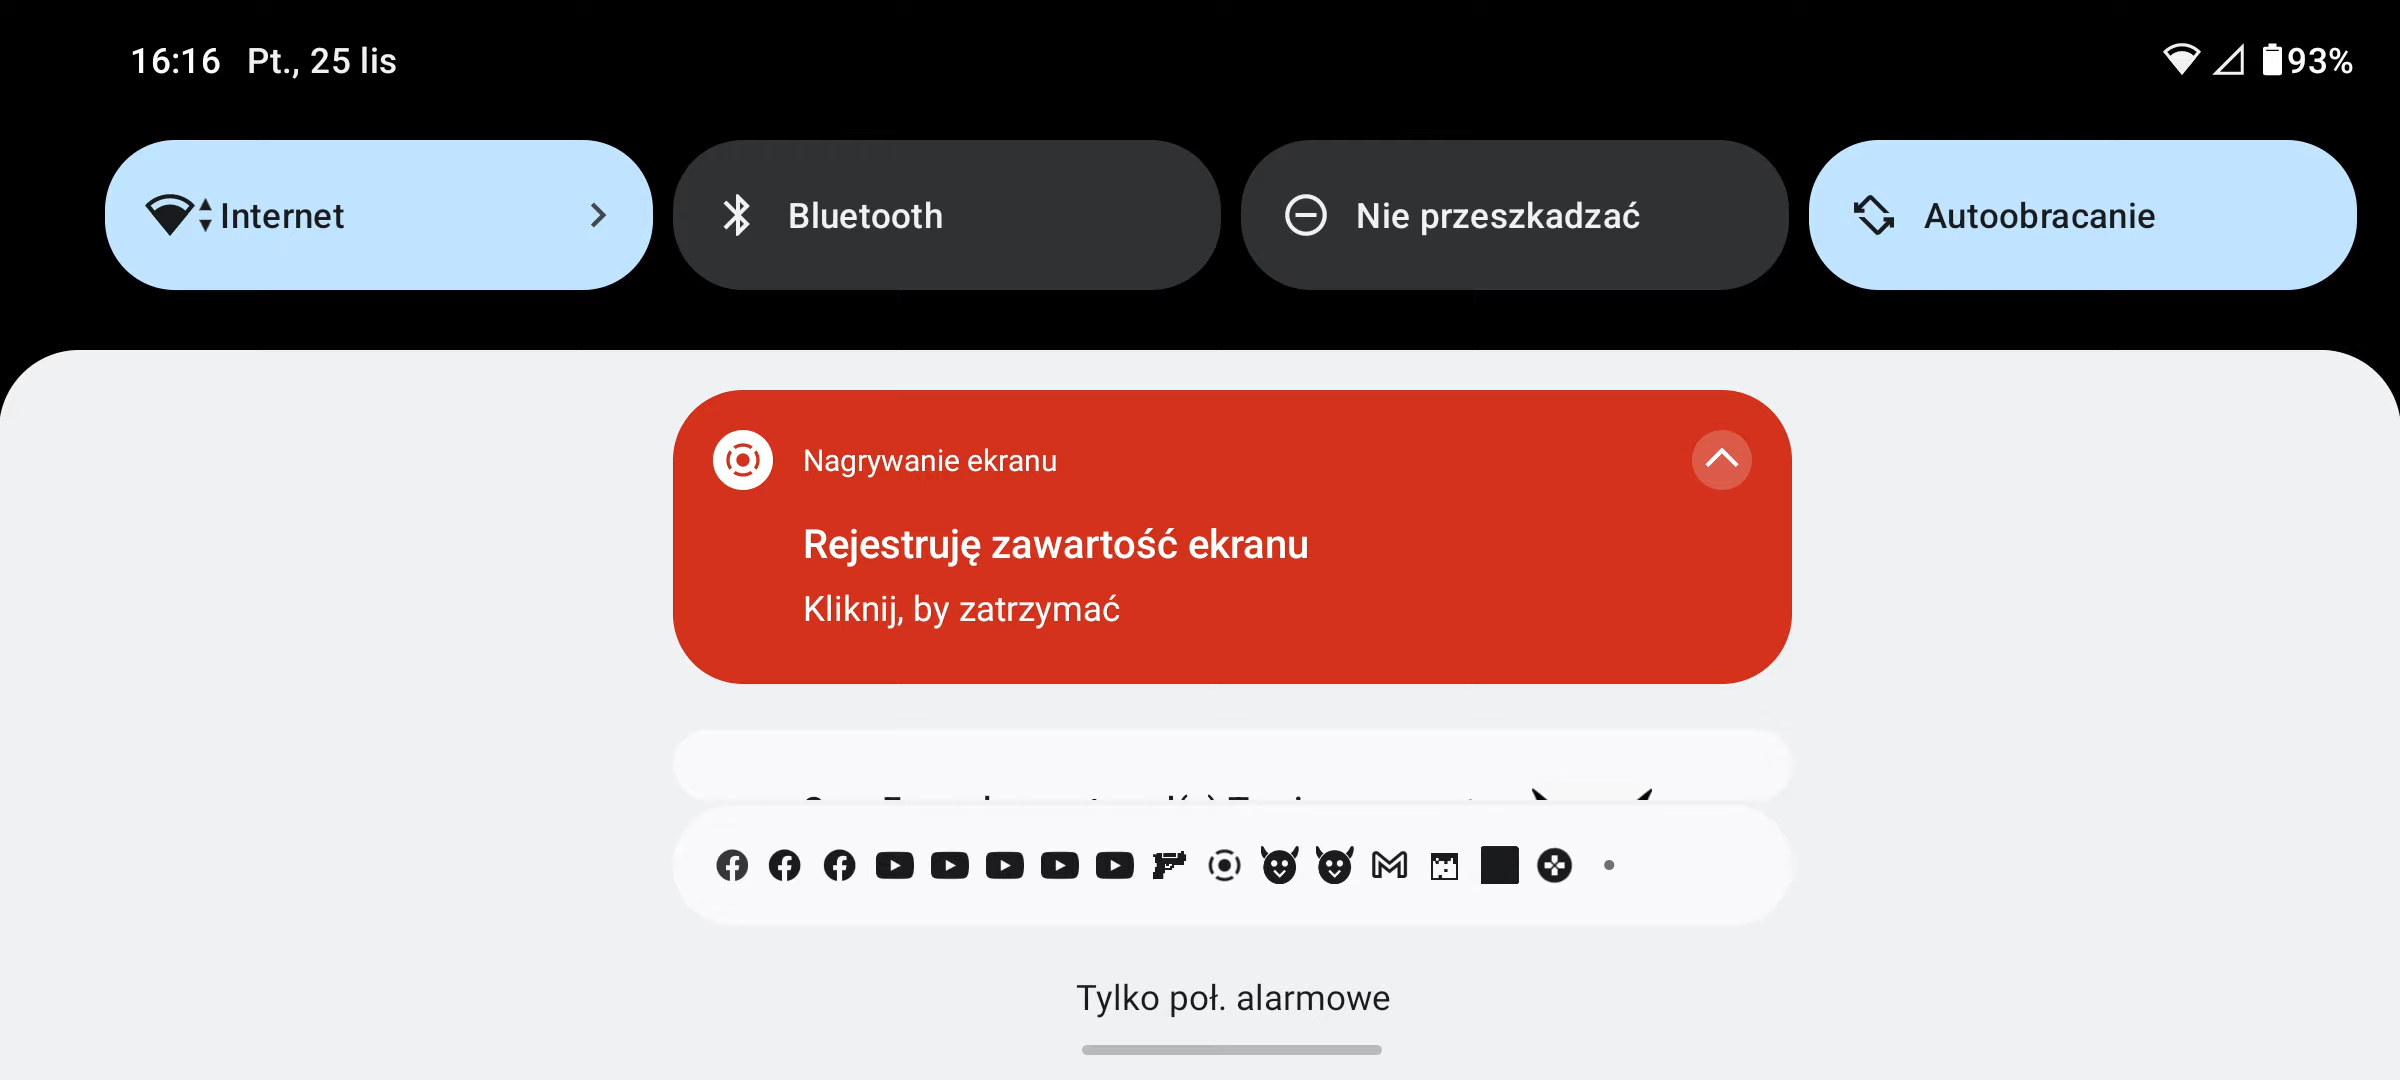 16:16 Pt., 25 lis
93%
Internet
Bluetooth
Nie przeszkadzać
Autoobracanie
Nagrywanie ekranu
Rejestruję zawartość ekranu
Kliknij, by zatrzymać
Tylko poł. alarmowe